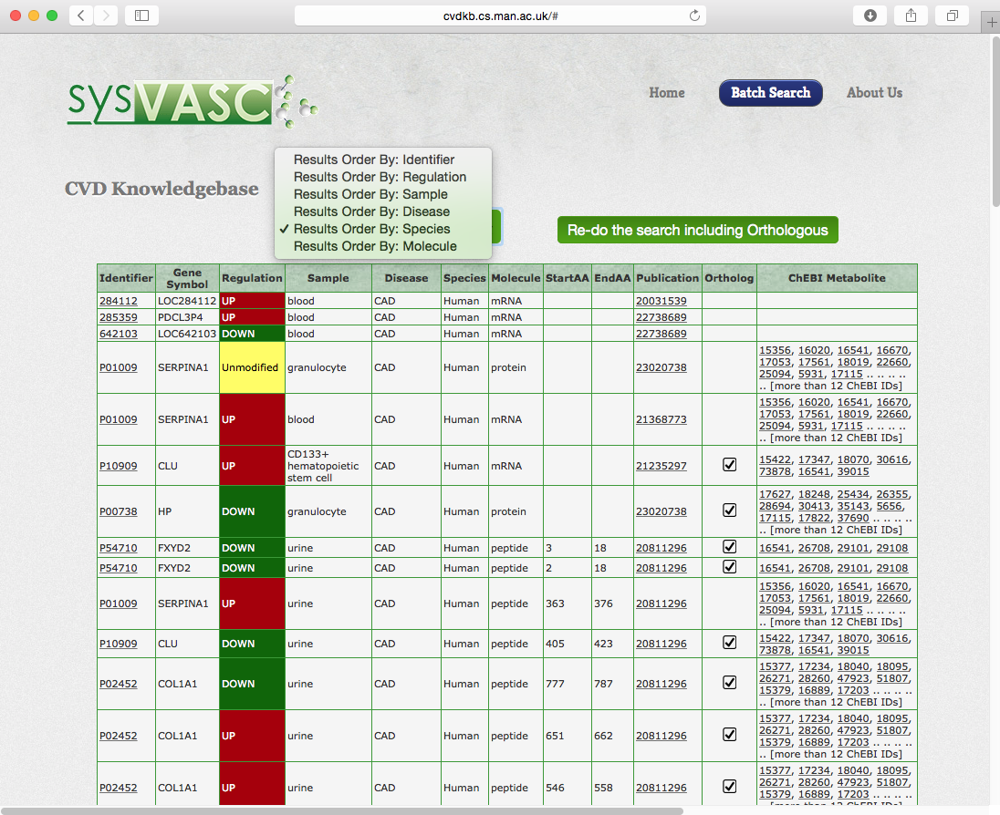 cvdkb.cs.man.ac.uk/#
sysVASC
Home
Batch Search
About Us
CVD Knowledgebase
Results Order By: Identifier
Results Order By: Regulation
Results Order By: Sample
Results Order By: Disease
✓ Results Order By: Species
Results Order By: Molecule
Re-do the search including Orthologous
Identifier Gene Symbol Regulation Sample Disease Species Molecule StartAA EndAA Publication Ortholog ChEBI Metabolite
284112 LOC284112 UP blood CAD Human mRNA 20031539
285359 PDCL3P4 UP blood CAD Human mRNA 22738689
642103 LOC642103 DOWN blood CAD Human mRNA 22738689
P01009 SERPINA1 Unmodified granulocyte CAD Human protein 23020738
15356, 16020, 16541, 16670,
17053, 17561, 18019, 22660,
25094, 5931, 17115 .. .. .. ..
.. [more than 12 ChEBI IDs]
P01009 SERPINA1 UP blood CAD Human mRNA 21368773
15356, 16020, 16541, 16670,
17053, 17561, 18019, 22660,
25094, 5931, 17115 .. .. .. ..
.. [more than 12 ChEBI IDs]
P10909 CLU UP CD133+ hematopoietic stem cell CAD Human mRNA 21235297
15422, 17347, 18070, 30616,
73878, 16541, 39015
P00738 HP DOWN granulocyte CAD Human protein 23020738
17627, 18248, 25434, 26355,
28694, 30413, 35143, 5656,
17115, 17822, 37690 .. .. .. ..
.. [more than 12 ChEBI IDs]
P54710 FXYD2 DOWN urine CAD Human peptide 3 18 20811296 16541, 26708, 29101, 29108
P54710 FXYD2 DOWN urine CAD Human peptide 2 18 20811296 16541, 26708, 29101, 29108
P01009 SERPINA1 UP urine CAD Human peptide 363 376 20811296
15356, 16020, 16541, 16670,
17053, 17561, 18019, 22660,
25094, 5931, 17115 .. .. .. ..
.. [more than 12 ChEBI IDs]
P10909 CLU DOWN urine CAD Human peptide 405 423 20811296
15422, 17347, 18070, 30616,
73878, 16541, 39015
P02452 COL1A1 DOWN urine CAD Human peptide 777 787 20811296
15377, 17234, 18040, 18095,
26271, 28260, 47923, 51807,
15379, 16889, 17203 .. .. .. ..
.. [more than 12 ChEBI IDs]
P02452 COL1A1 UP urine CAD Human peptide 651 662 20811296
15377, 17234, 18040, 18095,
26271, 28260, 47923, 51807,
15379, 16889, 17203 .. .. .. ..
.. [more than 12 ChEBI IDs]
P02452 COL1A1 UP urine CAD Human peptide 546 558 20811296
15377, 17234, 18040, 18095,
26271, 28260, 47923, 51807,
15379, 16889, 17203 .. .. .. ..
.. [more than 12 ChEBI IDs]